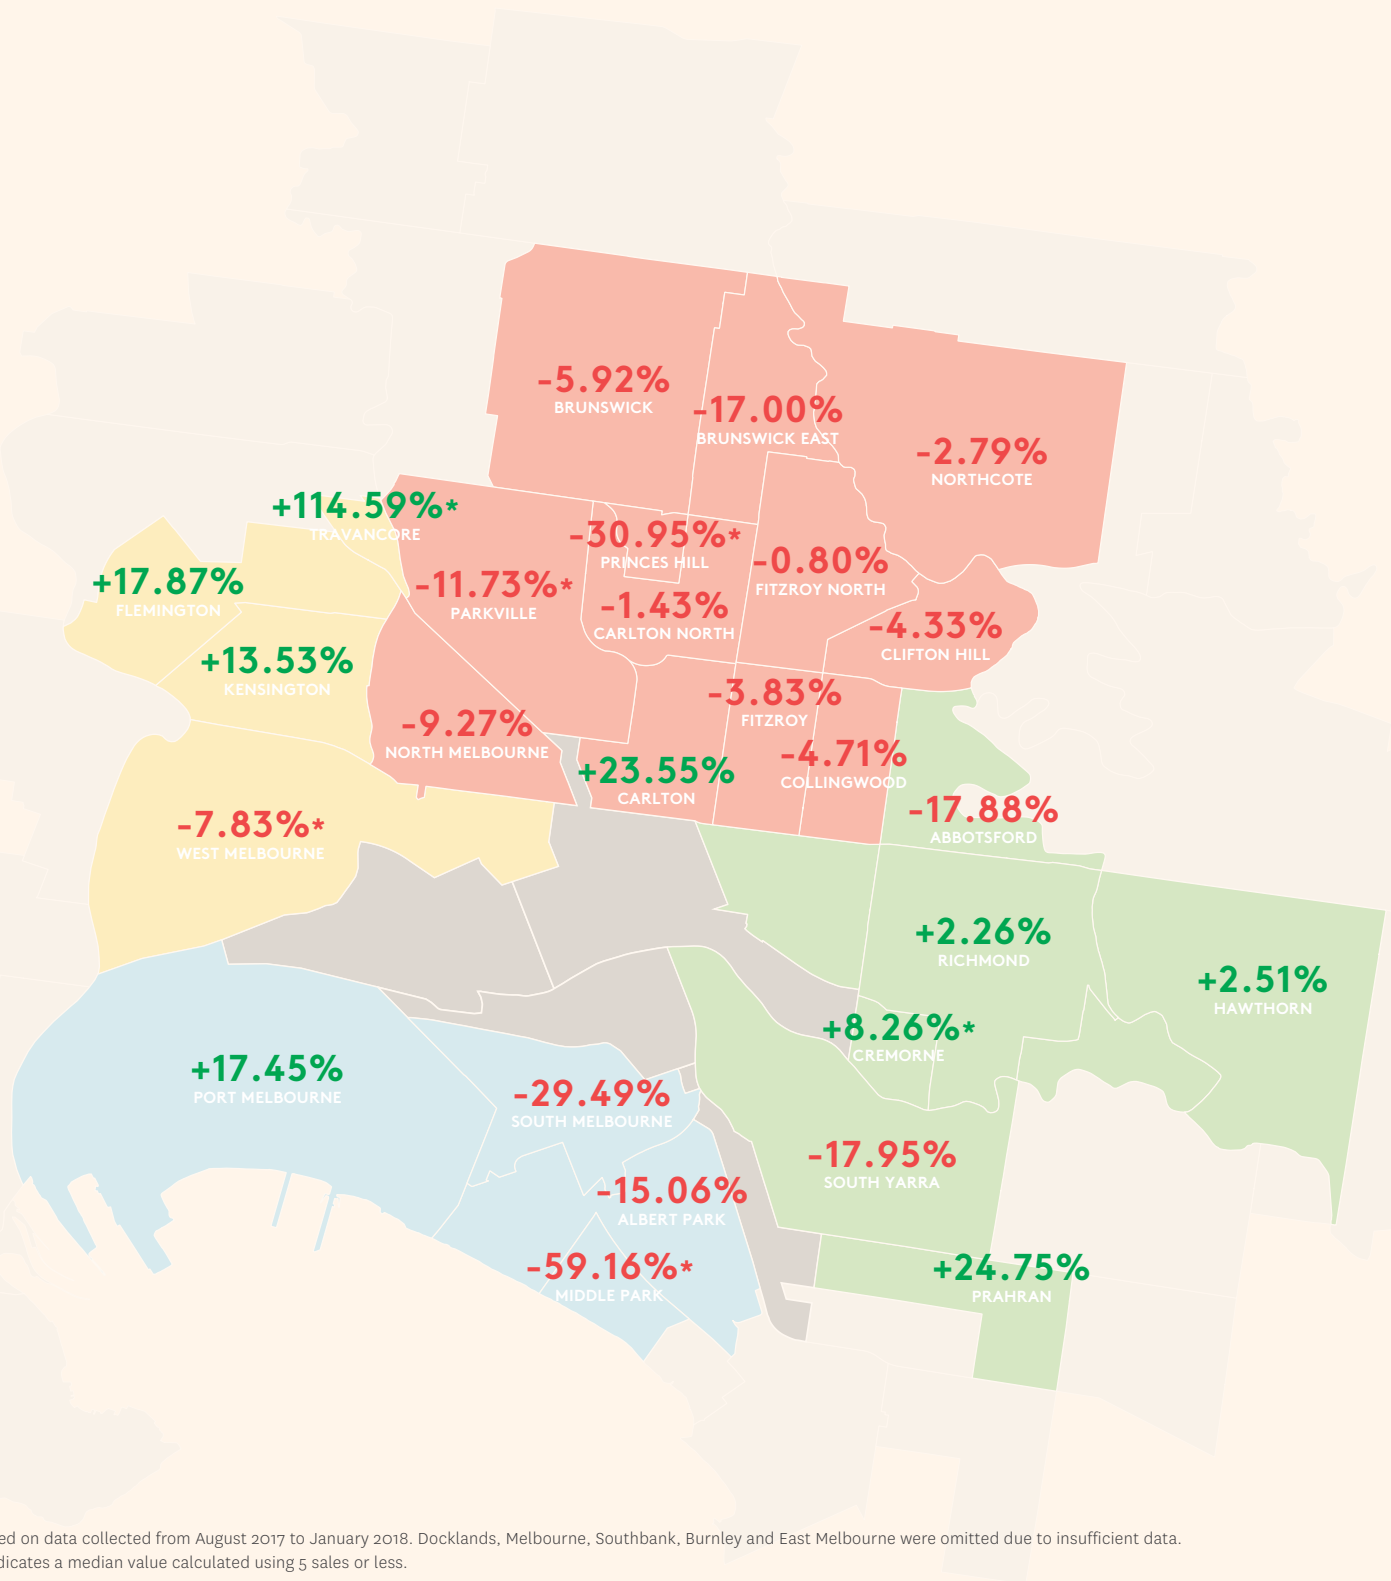 -5.92%
BRUNSWICK
-17.00%
BRUNSWICK EAST
-2.79%
NORTHCOTE
+114.59%*
TRAVANCORE
-30.95%*
PRINCES HILL
-0.80%
FITZROY NORTH
+17.87%
FLEMINGTON
-11.73%*
PARKVILLE
-1.43%
CARLTON NORTH
-4.33%
CLIFTON HILL
+13.53%
KENSINGTON
-3.83%
FITZROY
-9.27%
NORTH MELBOURNE
-4.71%
COLLINGWOOD
+23.55%
CARLTON
-17.88%
ABBOTSFORD
-7.83%*
WEST MELBOURNE
+2.26%
RICHMOND
+2.51%
HAWTHORN
+8.26%*
CREMORNE
+17.45%
PORT MELBOURNE
-29.49%
SOUTH MELBOURNE
-17.95%
SOUTH YARRA
-15.06%
ALBERT PARK
-59.16%*
MIDDLE PARK
+24.75%
PRAHRAN
ed on data collected from August 2017 to January 2018. Docklands, Melbourne, Southbank, Burnley and East Melbourne were omitted due to insufficient data.
dicates a median value calculated using 5 sales or less.